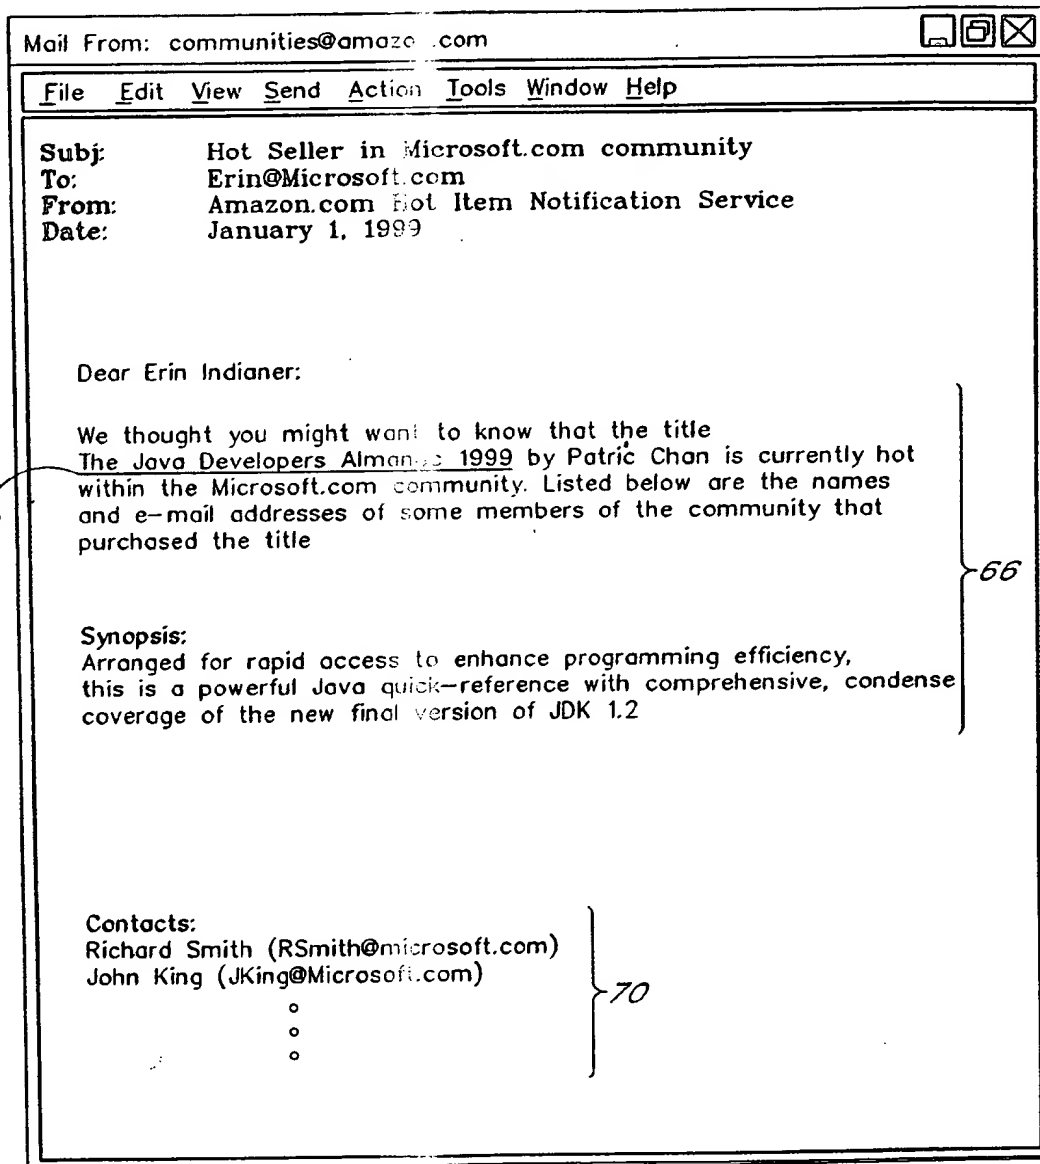 Mail From: communities@amazo .com
File Edit View Send Action Tools Window Help
Subj: Hot Seller in Microsoft.com community
To: Erin@Microsoft.com
From: Amazon.com Hot Item Notification Service
Date: January 1, 1999
Dear Erin Indianer:
We thought you might want to know that the title
The Java Developers Almanac 1999 by Patric Chan is currently hot
within the Microsoft.com community. Listed below are the names
and e-mail addresses of some members of the community that
purchased the title
66
Synopsis:
Arranged for rapid access to enhance programming efficiency,
this is a powerful Java quick-reference with comprehensive, condense
coverage of the new final version of JDK 1.2
Contacts:
Richard Smith (RSmith@microsoft.com)
John King (JKing@Microsoft.com)
70